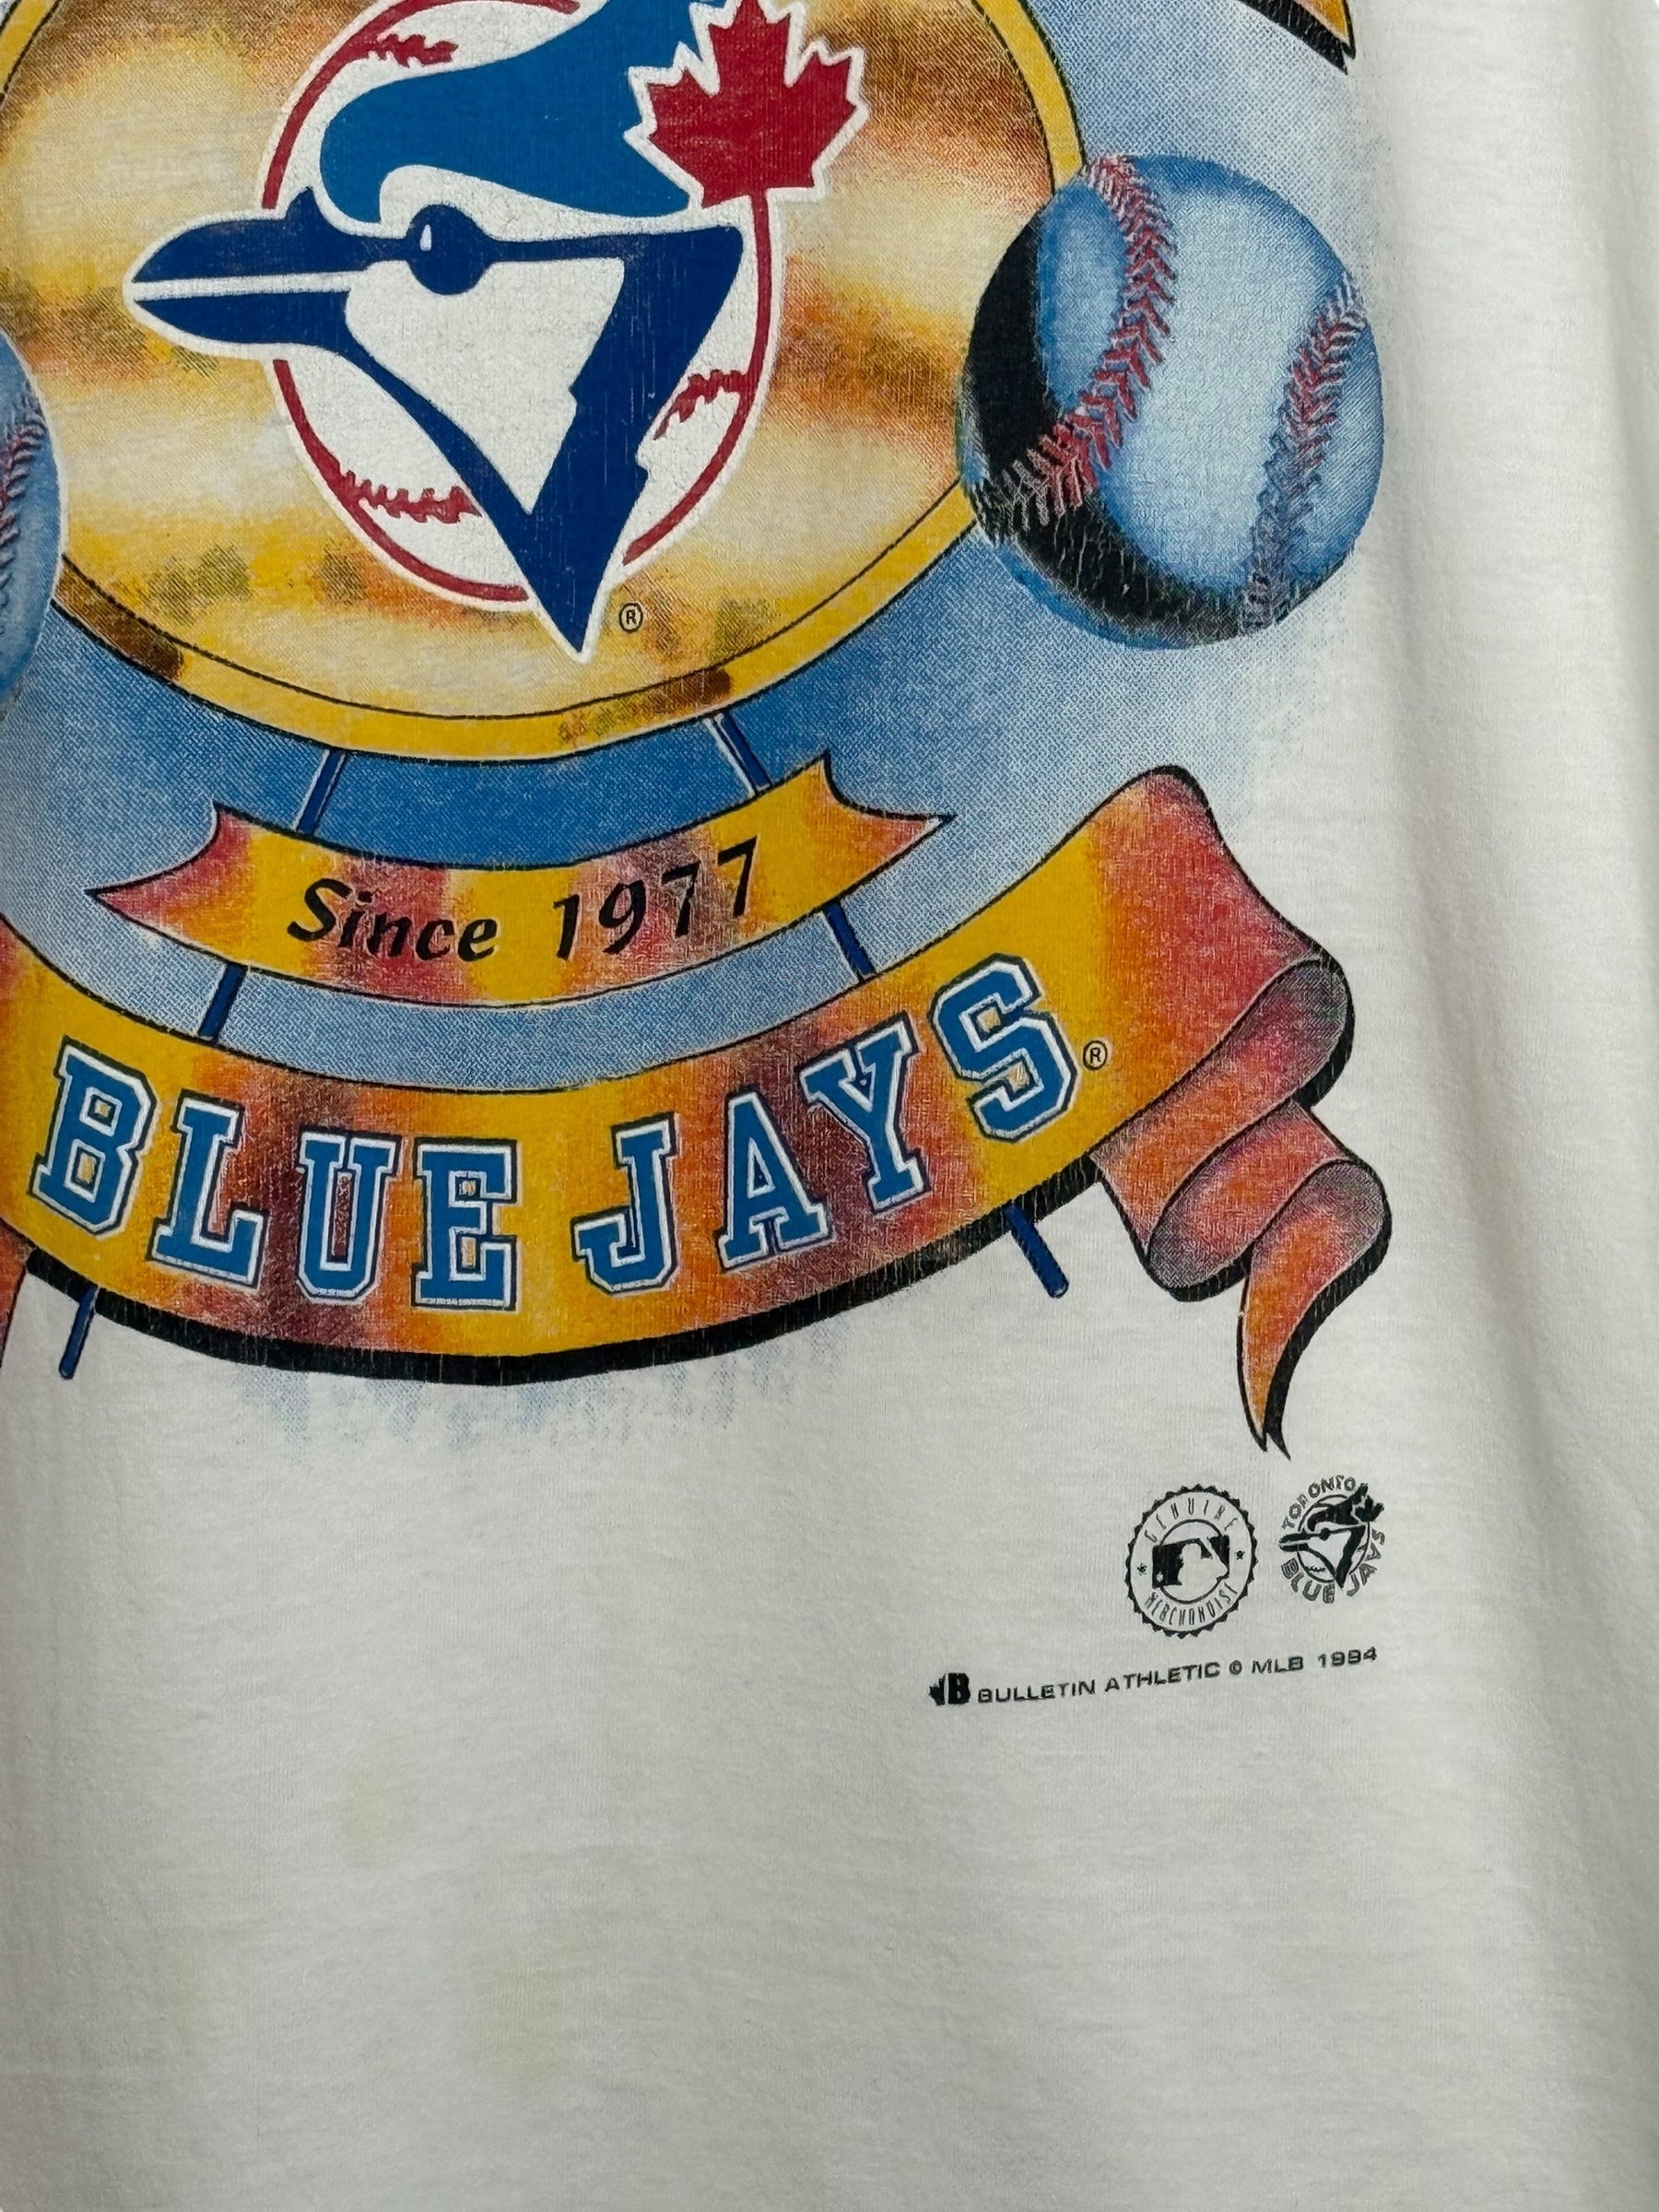 ®
Since 1977
BLUE JAYS®
GENUINE
MERCHANDISE
TORONTO
BLUE JAYS
B BULLETIN ATHLETIC © MLB 1994